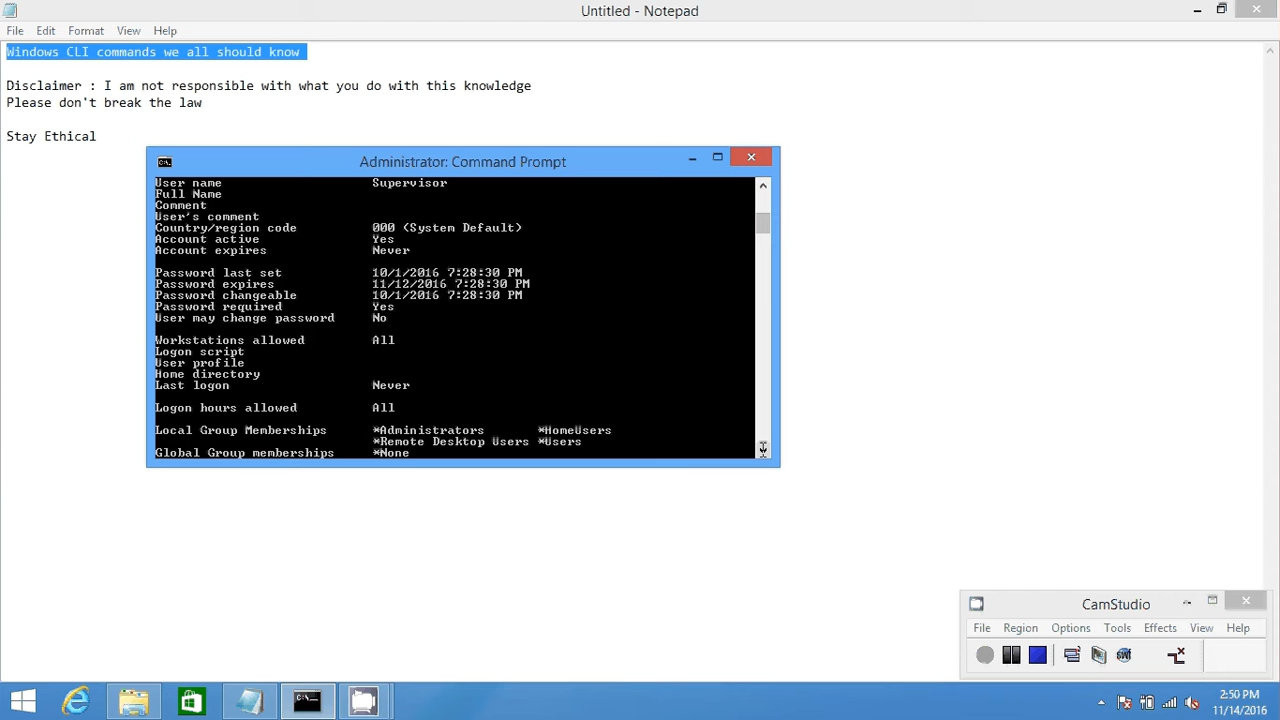 Untitled - Notepad
File Edit Format View Help
Windows CLI commands we all should know
Disclaimer : I am not responsible with what you do with this knowledge
Please don't break the law
Stay Ethical
Administrator: Command Prompt
User name Supervisor
Full Name
Comment
User's comment
Country/region code 000 (System Default)
Account active Yes
Account expires Never
Password last set 10/1/2016 7:28:30 PM
Password expires 11/12/2016 7:28:30 PM
Password changeable 10/1/2016 7:28:30 PM
Password required Yes
User may change password No
Workstations allowed All
Logon script
User profile
Home directory
Last logon Never
Logon hours allowed All
Local Group Memberships *Administrators *HomeUsers
*Remote Desktop Users *Users
Global Group memberships *None
CamStudio
File Region Options Tools Effects View Help
SWF
C:\_
2:50 PM
11/14/2016